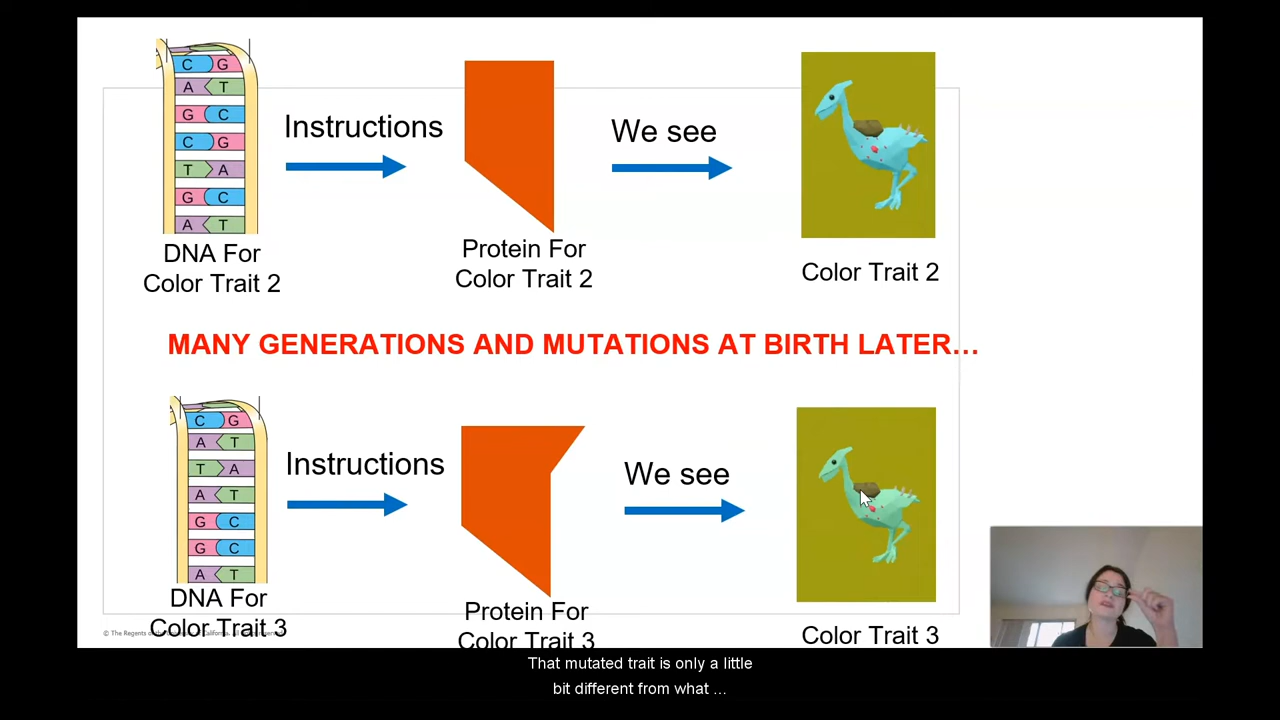 C G
A T
G C
C G
T A
G C
A T
Instructions
We see
DNA For
Color Trait 2
Protein For
Color Trait 2
Color Trait 2
MANY GENERATIONS AND MUTATIONS AT BIRTH LATER…
C G
A T
T A
A T
G C
G C
A T
Instructions
We see
DNA For
Color Trait 3
Protein For
Color Trait 3
Color Trait 3
© The Regents
That mutated trait is only a little
bit different from what ...